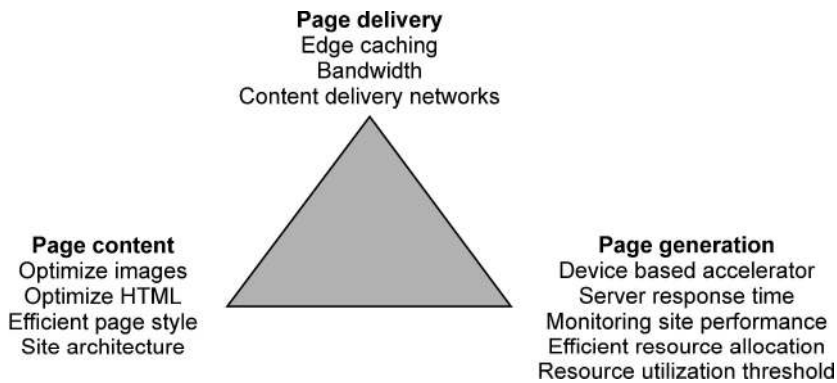 Page delivery
Edge caching
Bandwidth
Content delivery networks
Page content
Optimize images
Optimize HTML
Efficient page style
Site architecture
Page generation
Device based accelerator
Server response time
Monitoring site performance
Efficient resource allocation
Resource utilization threshold